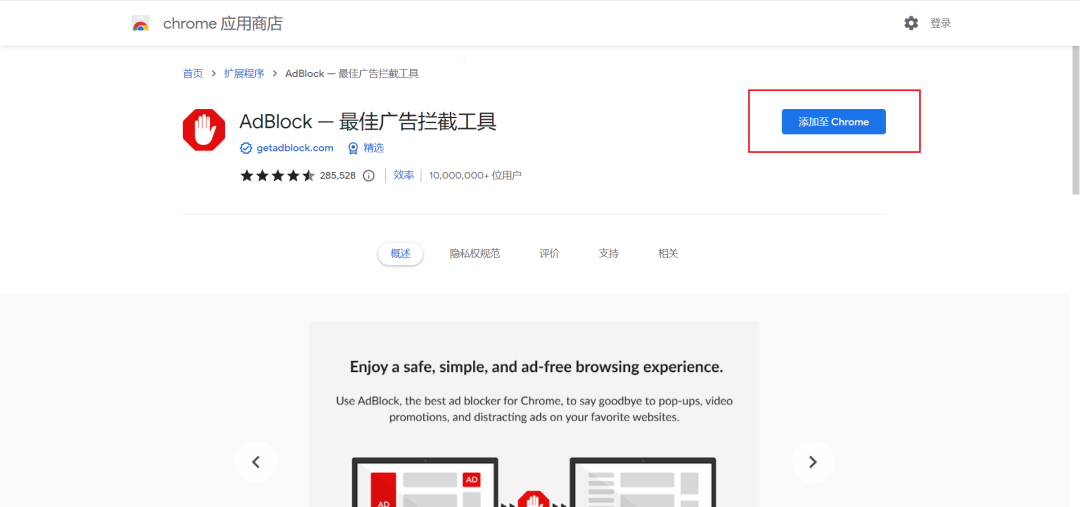 chrome 应用商店
登录
首页 > 扩展程序 > AdBlock — 最佳广告拦截工具
AdBlock — 最佳广告拦截工具
添加至 Chrome
getadblock.com 精选
285,528 效率 10,000,000+ 位用户
概述 隐私权规范 评价 支持 相关
Enjoy a safe, simple, and ad-free browsing experience.
Use AdBlock, the best ad blocker for Chrome, to say goodbye to pop-ups, video
promotions, and distracting ads on your favorite websites.
AD
AD